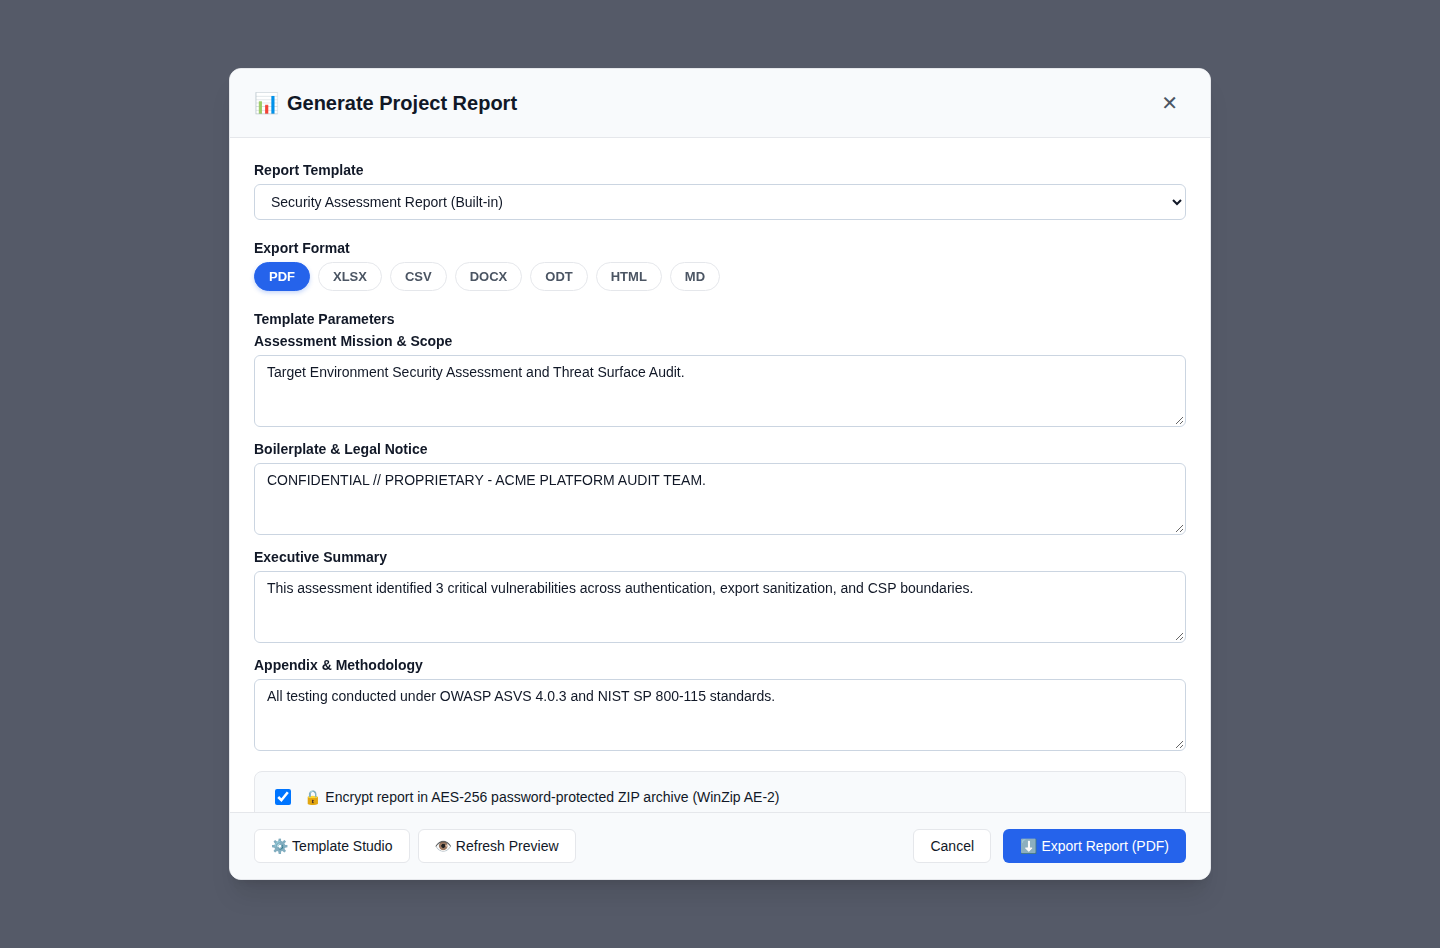 📊 Generate Project Report
✕
Report Template
Security Assessment Report (Built-in)
Export Format
PDF XLSX CSV DOCX ODT HTML MD
Template Parameters
Assessment Mission & Scope
Target Environment Security Assessment and Threat Surface Audit.
Boilerplate & Legal Notice
CONFIDENTIAL // PROPRIETARY - ACME PLATFORM AUDIT TEAM.
Executive Summary
This assessment identified 3 critical vulnerabilities across authentication, export sanitization, and CSP boundaries.
Appendix & Methodology
All testing conducted under OWASP ASVS 4.0.3 and NIST SP 800-115 standards.
🔒 Encrypt report in AES-256 password-protected ZIP archive (WinZip AE-2)
⚙️ Template Studio 👁️ Refresh Preview Cancel ⬇️ Export Report (PDF)